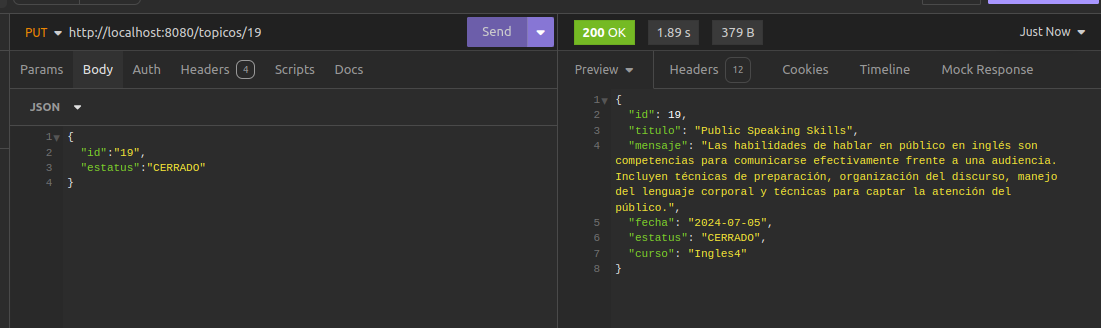 PUT http://localhost:8080/topicos/19 Send
200 OK 1.89 s 379 B Just Now
Params Body Auth Headers 4 Scripts Docs
Preview Headers 12 Cookies Timeline Mock Response
JSON
1 {
2 "id":"19",
3 "estatus":"CERRADO"
4 }
1 {
2 "id": 19,
3 "titulo": "Public Speaking Skills",
4 "mensaje": "Las habilidades de hablar en público en inglés son
competencias para comunicarse efectivamente frente a una audiencia.
Incluyen técnicas de preparación, organización del discurso, manejo
del lenguaje corporal y técnicas para captar la atención del
público.",
5 "fecha": "2024-07-05",
6 "estatus": "CERRADO",
7 "curso": "Ingles4"
8 }